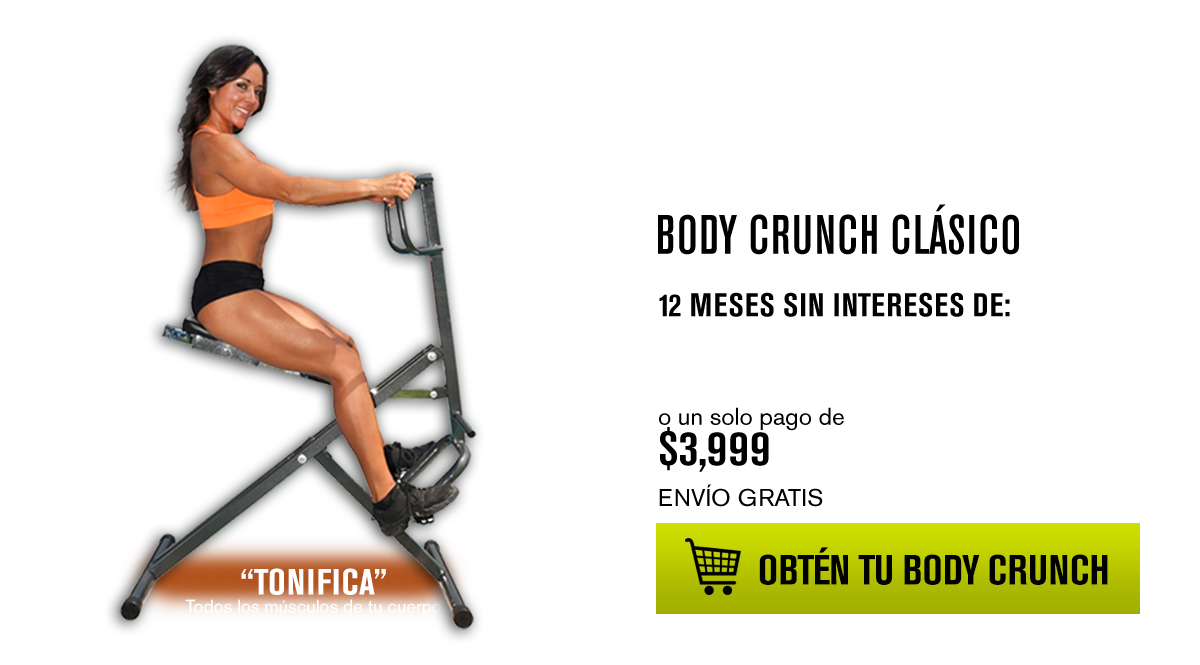 BODY CRUNCH CLÁSICO
12 MESES SIN INTERESES DE:
o un solo pago de
$3,999
ENVÍO GRATIS
OBTÉN TU BODY CRUNCH
“TONIFICA”
Todos los músculos de tu cuerpo